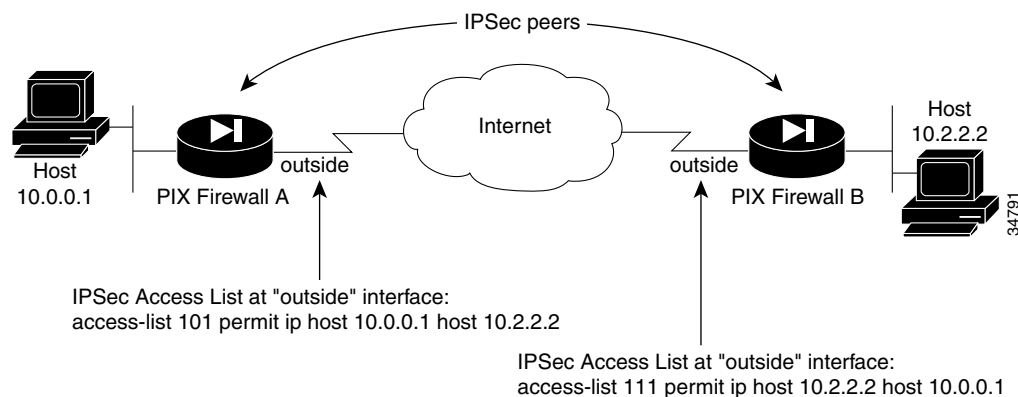 IPSec peers
Host
10.0.0.1
PIX Firewall A
outside
Internet
outside
PIX Firewall B
Host
10.2.2.2
34791
IPSec Access List at "outside" interface:
access-list 101 permit ip host 10.0.0.1 host 10.2.2.2
IPSec Access List at "outside" interface:
access-list 111 permit ip host 10.2.2.2 host 10.0.0.1